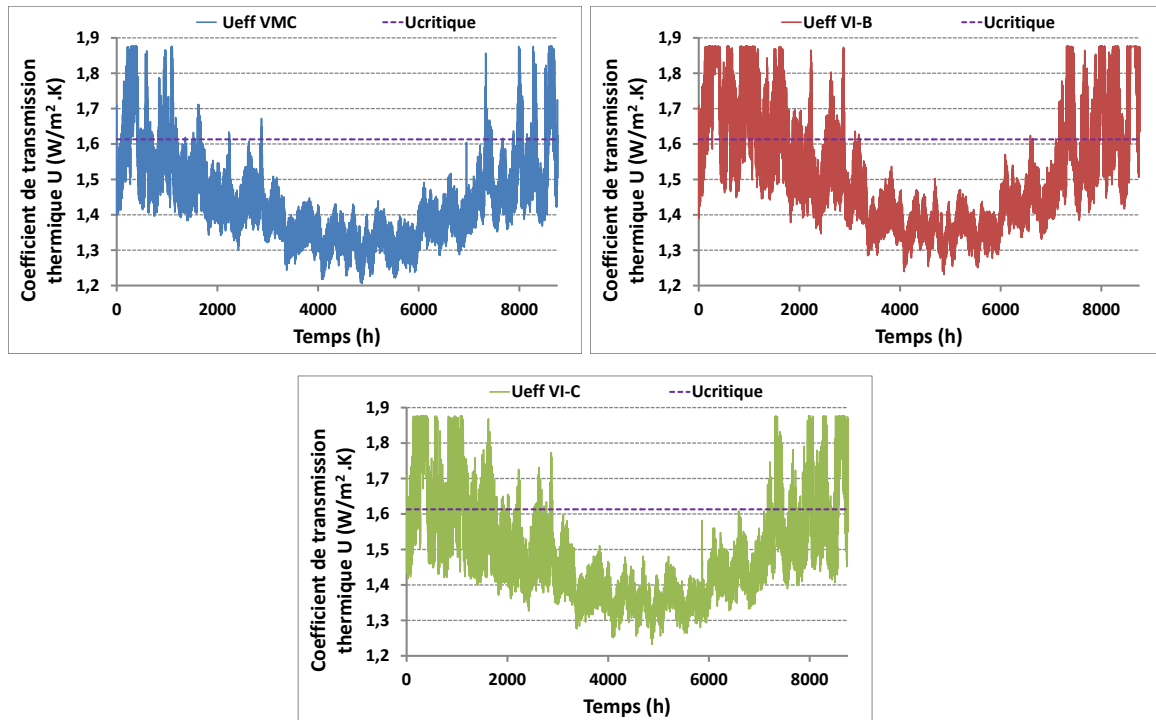 Ueff VMC Ucritique
Coefficient de transmission
thermique U (W/m² .K)
1,9
1,8
1,7
1,6
1,5
1,4
1,3
1,2
0 2000 4000 6000 8000
Temps (h)
Ueff VI-B Ucritique
Coefficient de transmission
thermique U (W/m² .K)
1,9
1,8
1,7
1,6
1,5
1,4
1,3
1,2
0 2000 4000 6000 8000
Temps (h)
Ueff VI-C Ucritique
Coefficient de transmission
thermique U (W/m² .K)
1,9
1,8
1,7
1,6
1,5
1,4
1,3
1,2
0 2000 4000 6000 8000
Temps (h)